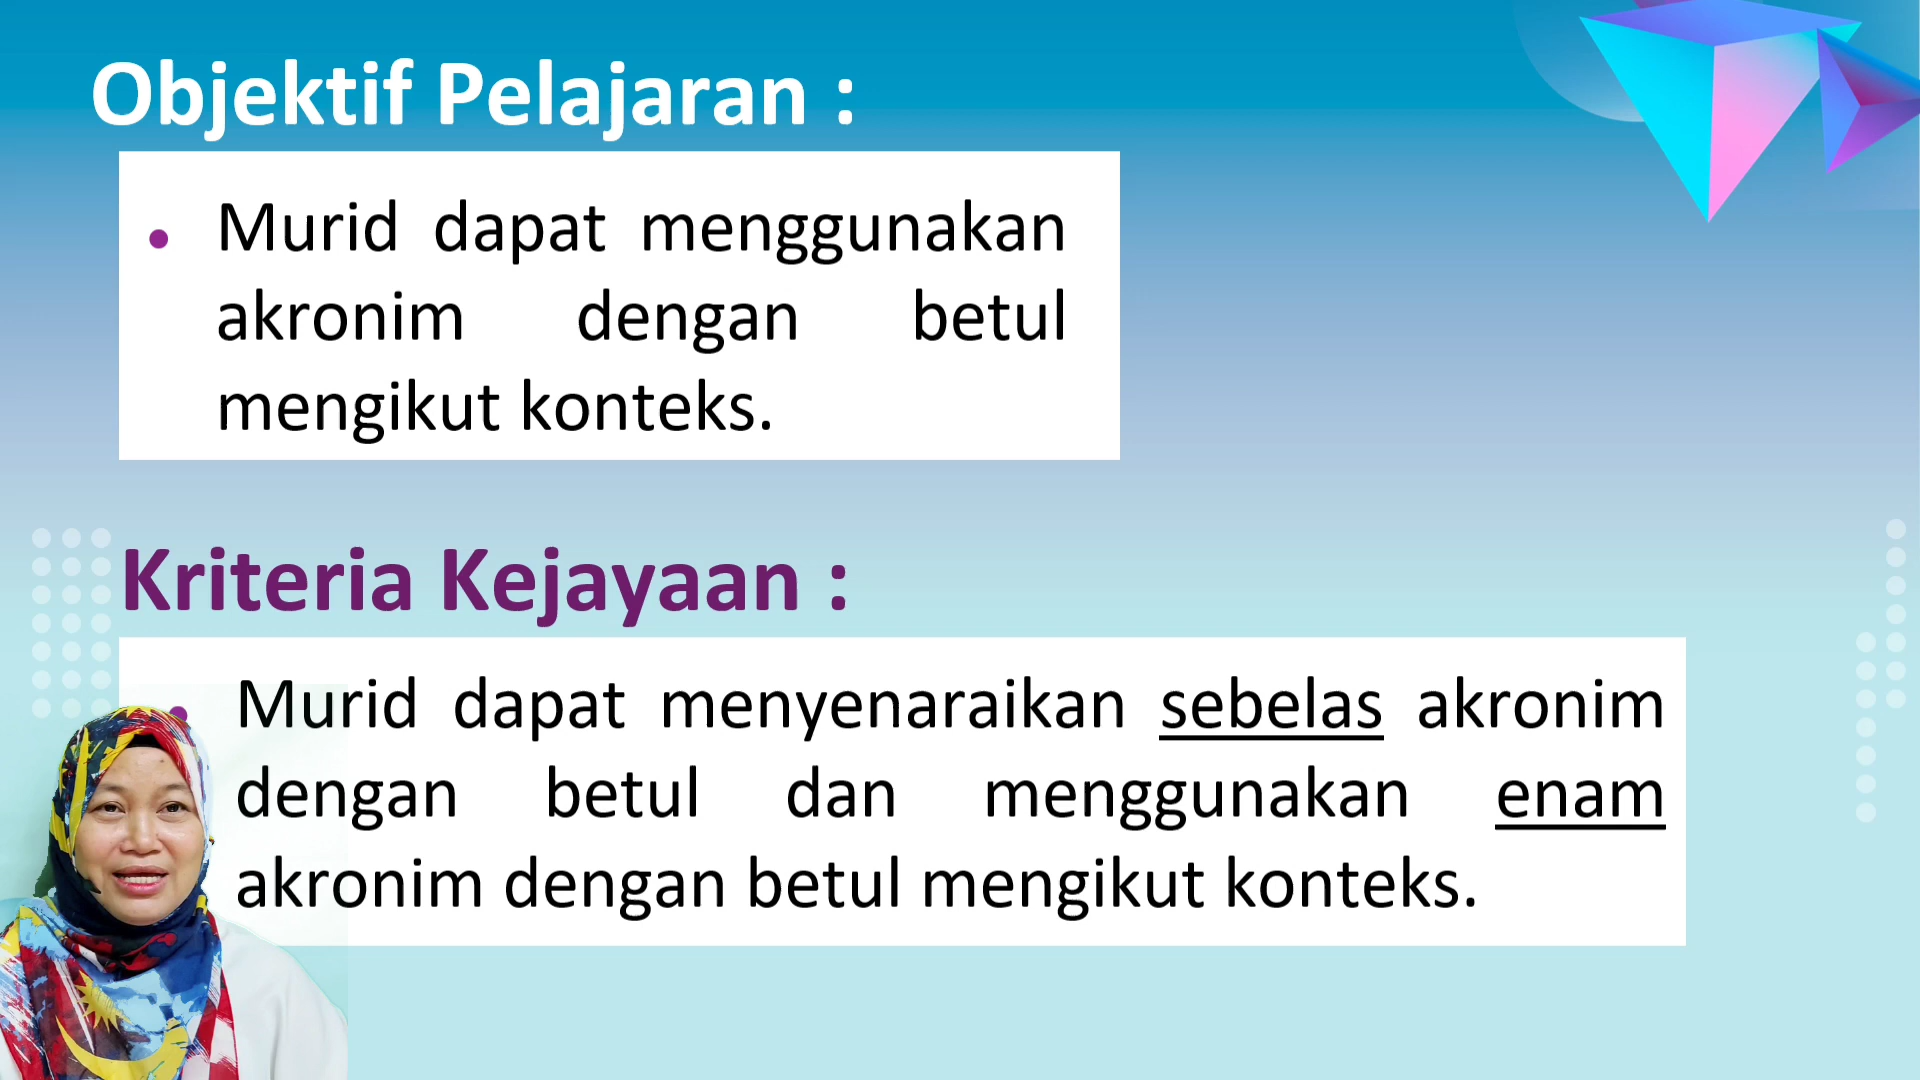 Objektif Pelajaran :
• Murid dapat menggunakan
akronim dengan betul
mengikut konteks.
Kriteria Kejayaan :
• Murid dapat menyenaraikan sebelas akronim
dengan betul dan menggunakan enam
akronim dengan betul mengikut konteks.